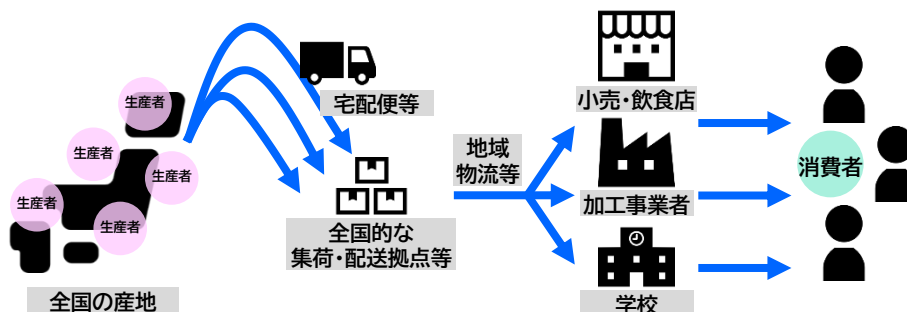 生産者
生産者
生産者
生産者
生産者
全国の産地
宅配便等
全国的な
集荷・配送拠点等
地域
物流等
小売・飲食店
加工事業者
学校
消費者